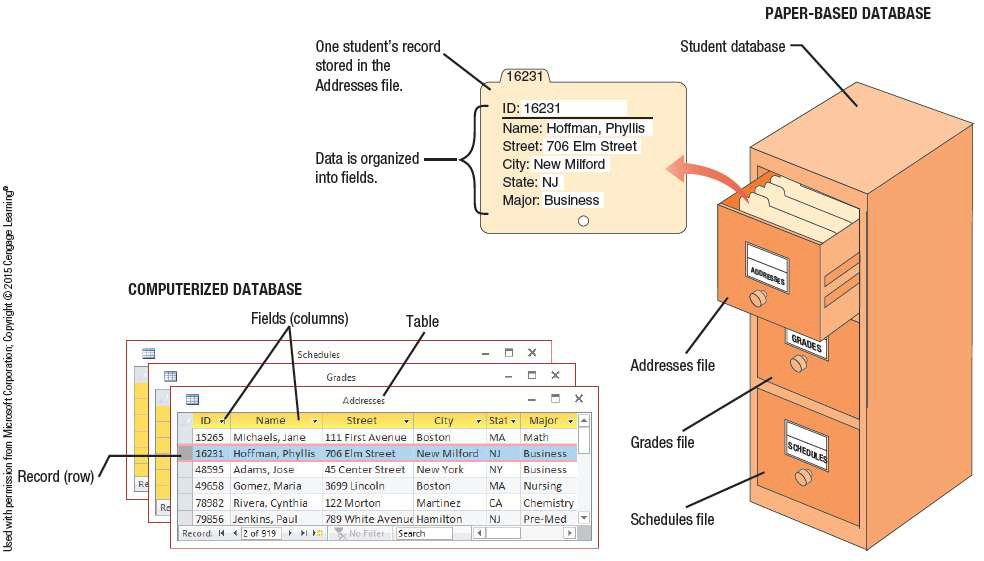 PAPER-BASED DATABASE
Student database
One student's record
stored in the
Addresses file.
16231
ID: 16231
Name: Hoffman, Phyllis
Street: 706 Elm Street
City: New Milford
State: NJ
Major: Business
Data is organized
into fields.
ADDRESSES
GRADES
SCHEDULES
Addresses file
Grades file
Schedules file
COMPUTERIZED DATABASE
Fields (columns)
Table
Record (row)
Schedules
Grades
Addresses
ID Name Street City Stat Major
15265 Michaels, Jane 111 First Avenue Boston MA Math
16231 Hoffman, Phyllis 706 Elm Street New Milford NJ Business
48595 Adams, Jose 45 Center Street New York NY Business
49658 Gomez, Maria 3699 Lincoln Boston MA Nursing
78982 Rivera, Cynthia 122 Morton Martinez CA Chemistry
79856 Jenkins, Paul 789 White Avenue Hamilton NJ Pre-Med
Record: 2 of 919 No Filter Search
Re
Re
Used with permission from Microsoft Corporation; Copyright © 2015 Cengage Learning®